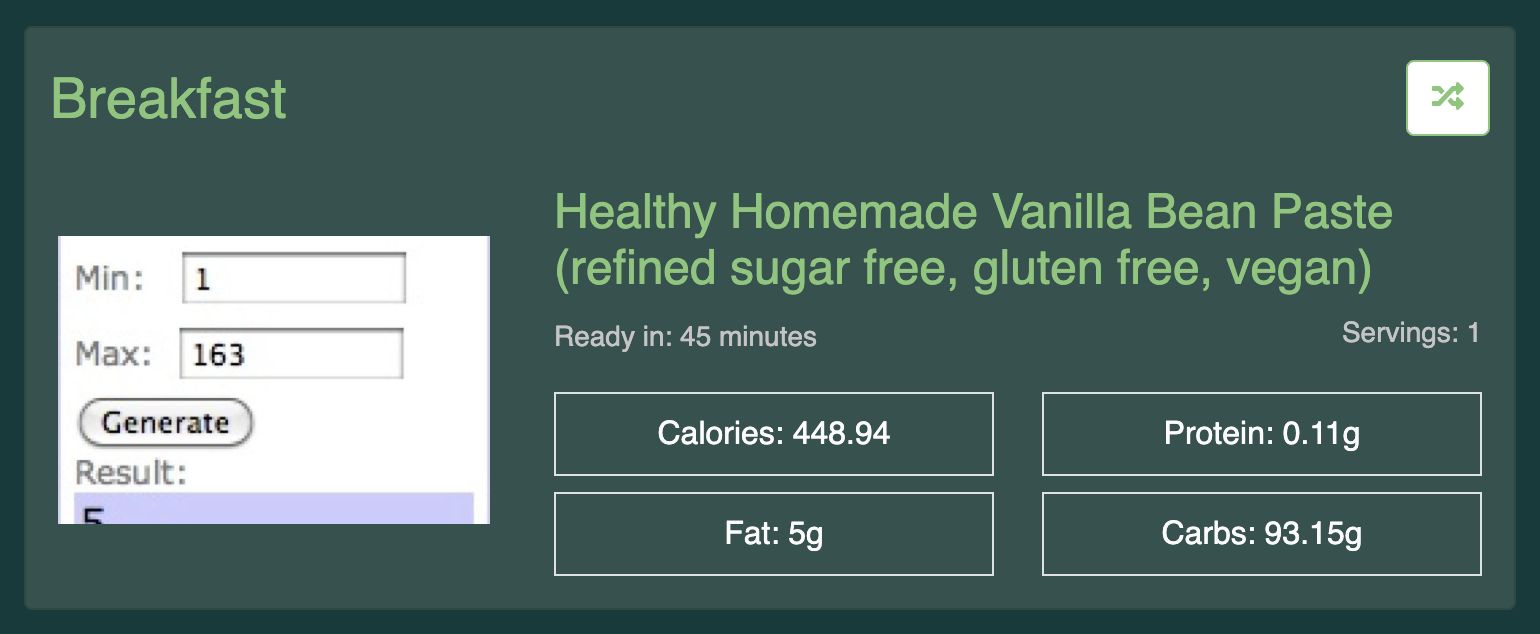 Breakfast
Healthy Homemade Vanilla Bean Paste
(refined sugar free, gluten free, vegan)
Ready in: 45 minutes
Servings: 1
Calories: 448.94
Protein: 0.11g
Fat: 5g
Carbs: 93.15g
Min: 1
Max: 163
Generate
Result:
5